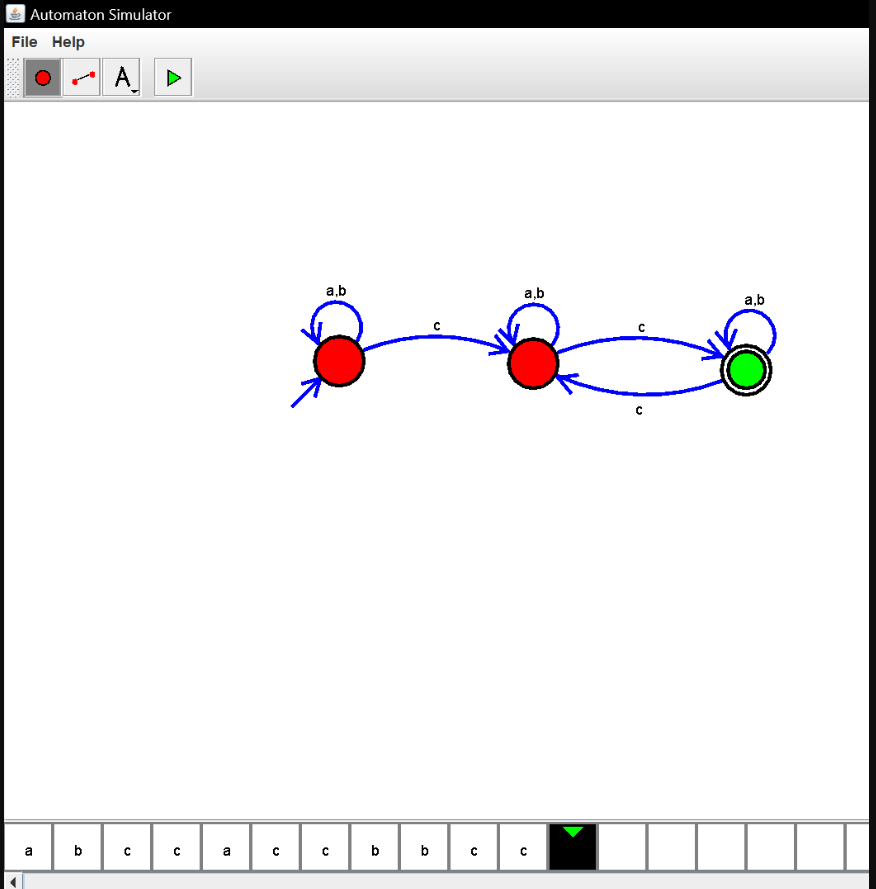 Automaton Simulator
File Help
A
a,b a,b a,b
c c
c
a b c c a c c b b c c